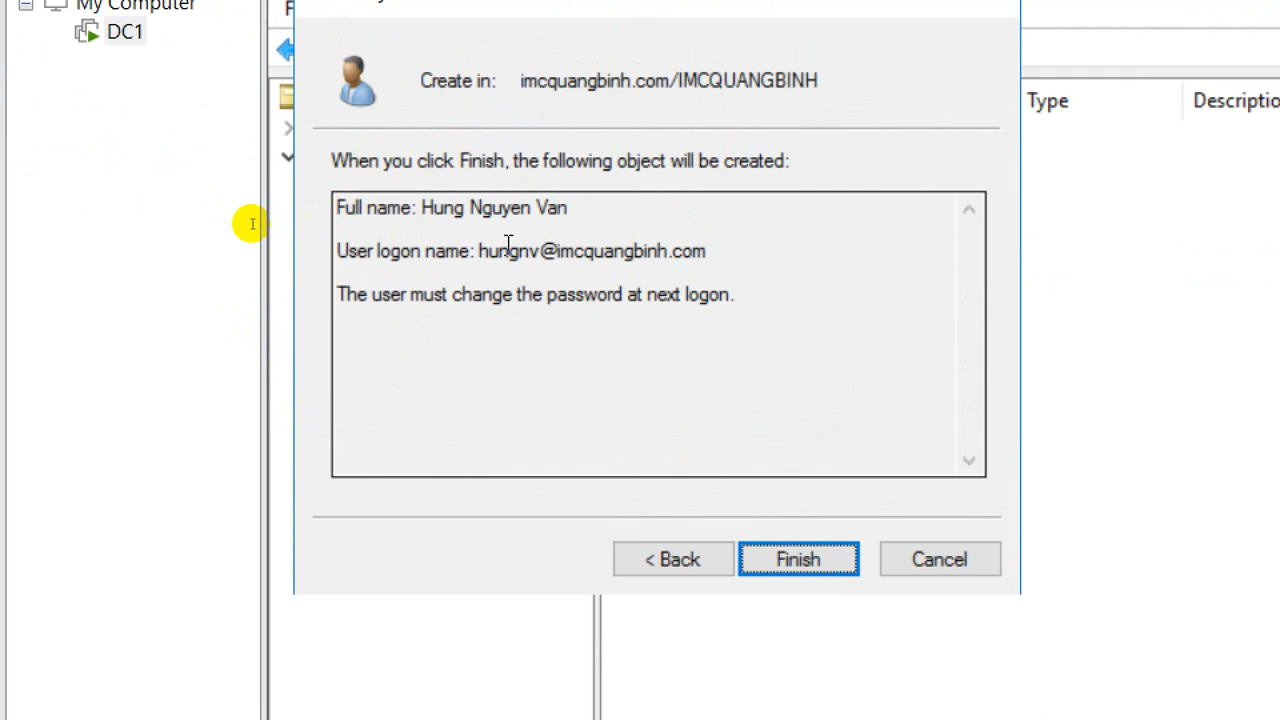 My Computer
DC1
Create in: imcquangbinh.com/IMCQUANGBINH
Type
Descriptio
When you click Finish, the following object will be created:
Full name: Hung Nguyen Van
User logon name: hungnv@imcquangbinh.com
The user must change the password at next logon.
< Back
Finish
Cancel